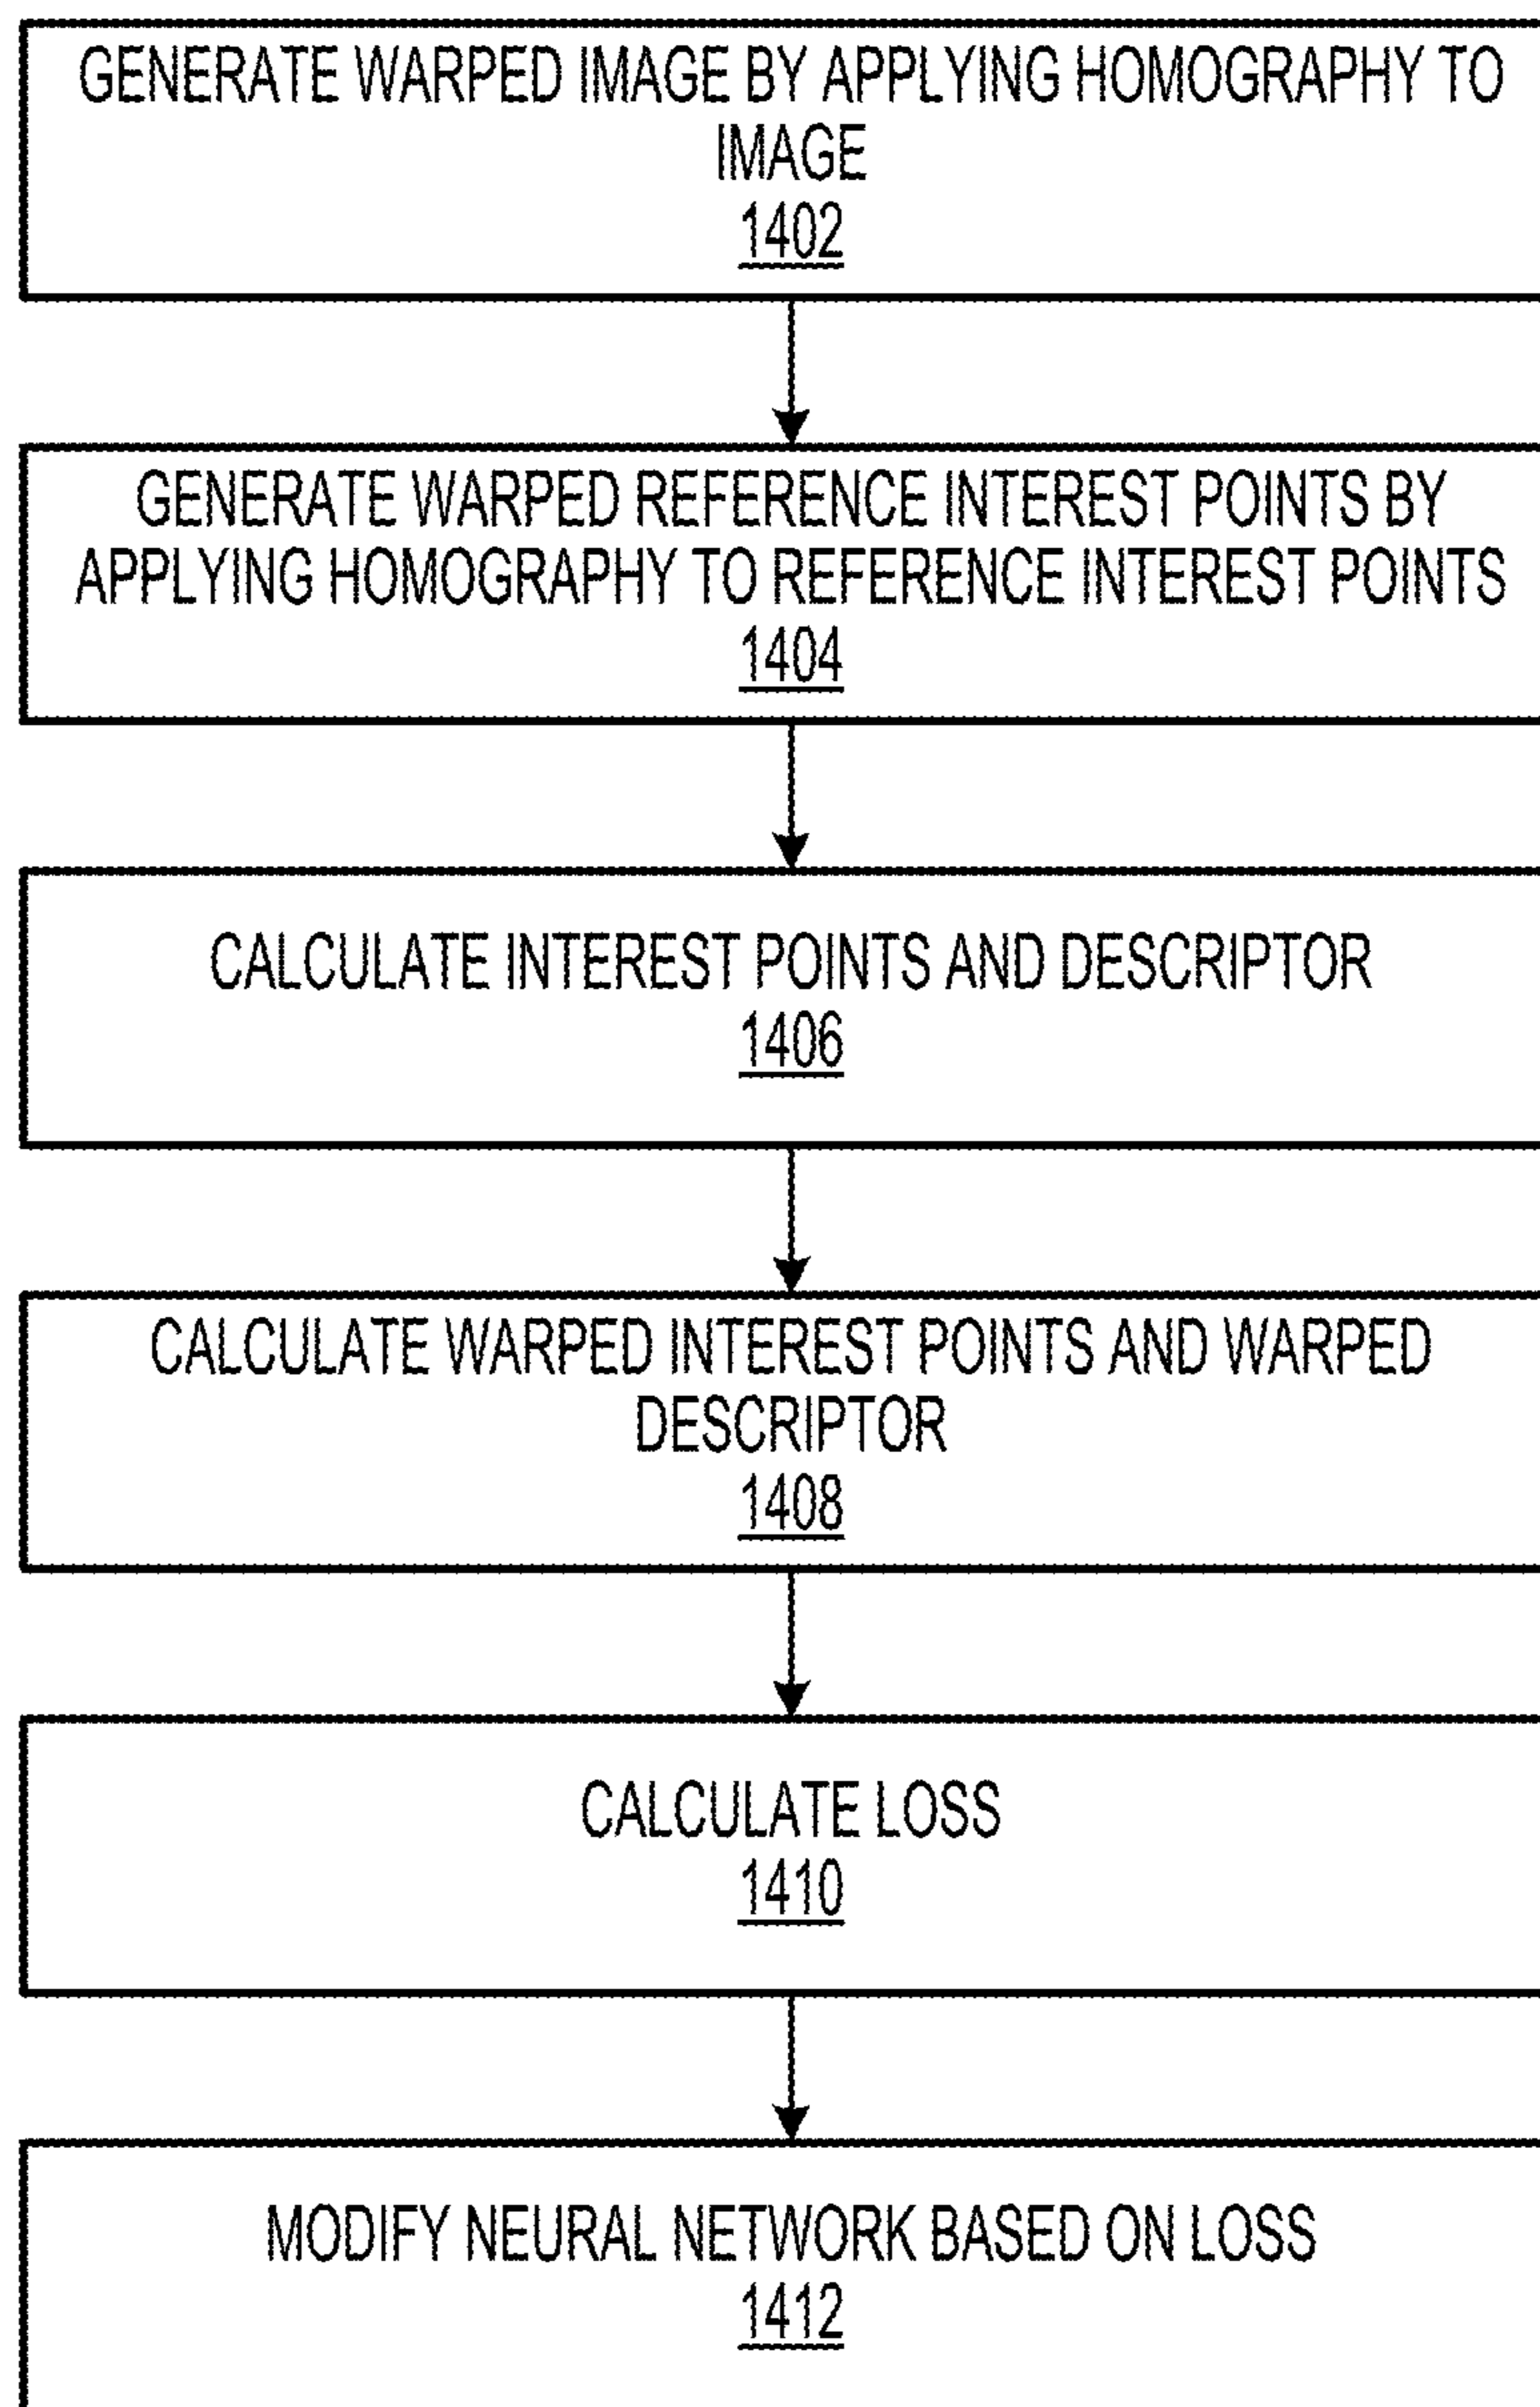 GENERATE WARPED IMAGE BY APPLYING HOMOGRAPHY TO
IMAGE
1402
GENERATE WARPED REFERENCE INTEREST POINTS BY
APPLYING HOMOGRAPHY TO REFERENCE INTEREST POINTS
1404
CALCULATE INTEREST POINTS AND DESCRIPTOR
1406
CALCULATE WARPED INTEREST POINTS AND WARPED
DESCRIPTOR
1408
CALCULATE LOSS
1410
MODIFY NEURAL NETWORK BASED ON LOSS
1412